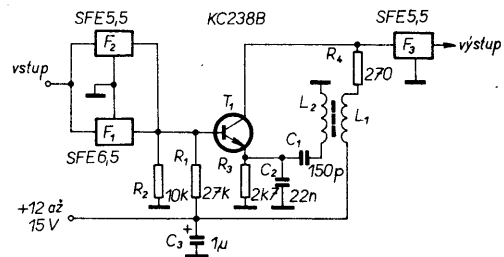 SFE5,5
KC238B
SFE5,5
F2
F3
výstup
R4
270
vstup
T1
L2
L1
F1
C1
SFE6,5
R1
R3
C2
150p
R2
10k
27k
2k7
22n
+12 až
15V
C3
+
1µ